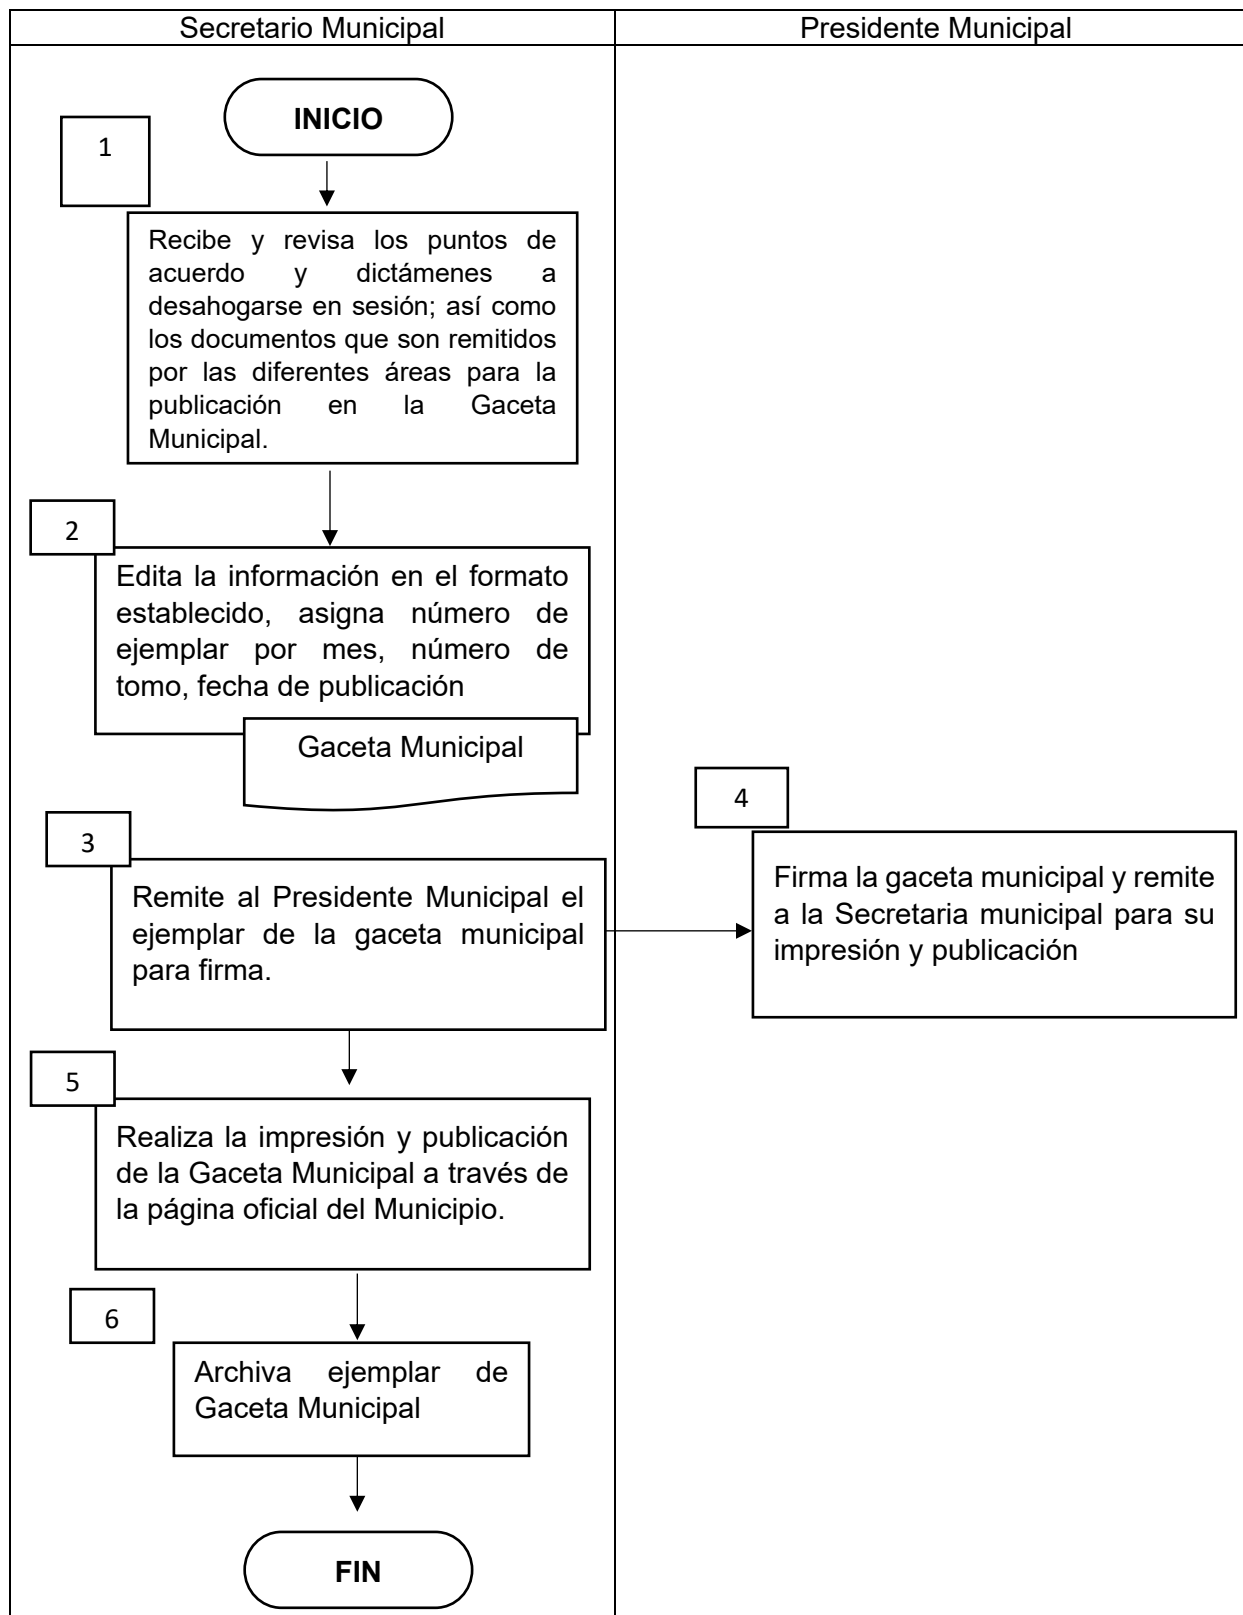 Secretario Municipal
Presidente Municipal
INICIO
1
Recibe y revisa los puntos de
acuerdo y dictámenes a
desahogarse en sesión; así como
los documentos que son remitidos
por las diferentes áreas para la
publicación en la Gaceta
Municipal.
2
Edita la información en el formato
establecido, asigna número de
ejemplar por mes, número de
tomo, fecha de publicación
Gaceta Municipal
3
Remite al Presidente Municipal el
ejemplar de la gaceta municipal
para firma.
4
Firma la gaceta municipal y remite
a la Secretaria municipal para su
impresión y publicación
5
Realiza la impresión y publicación
de la Gaceta Municipal a través de
la página oficial del Municipio.
6
Archiva ejemplar de
Gaceta Municipal
FIN